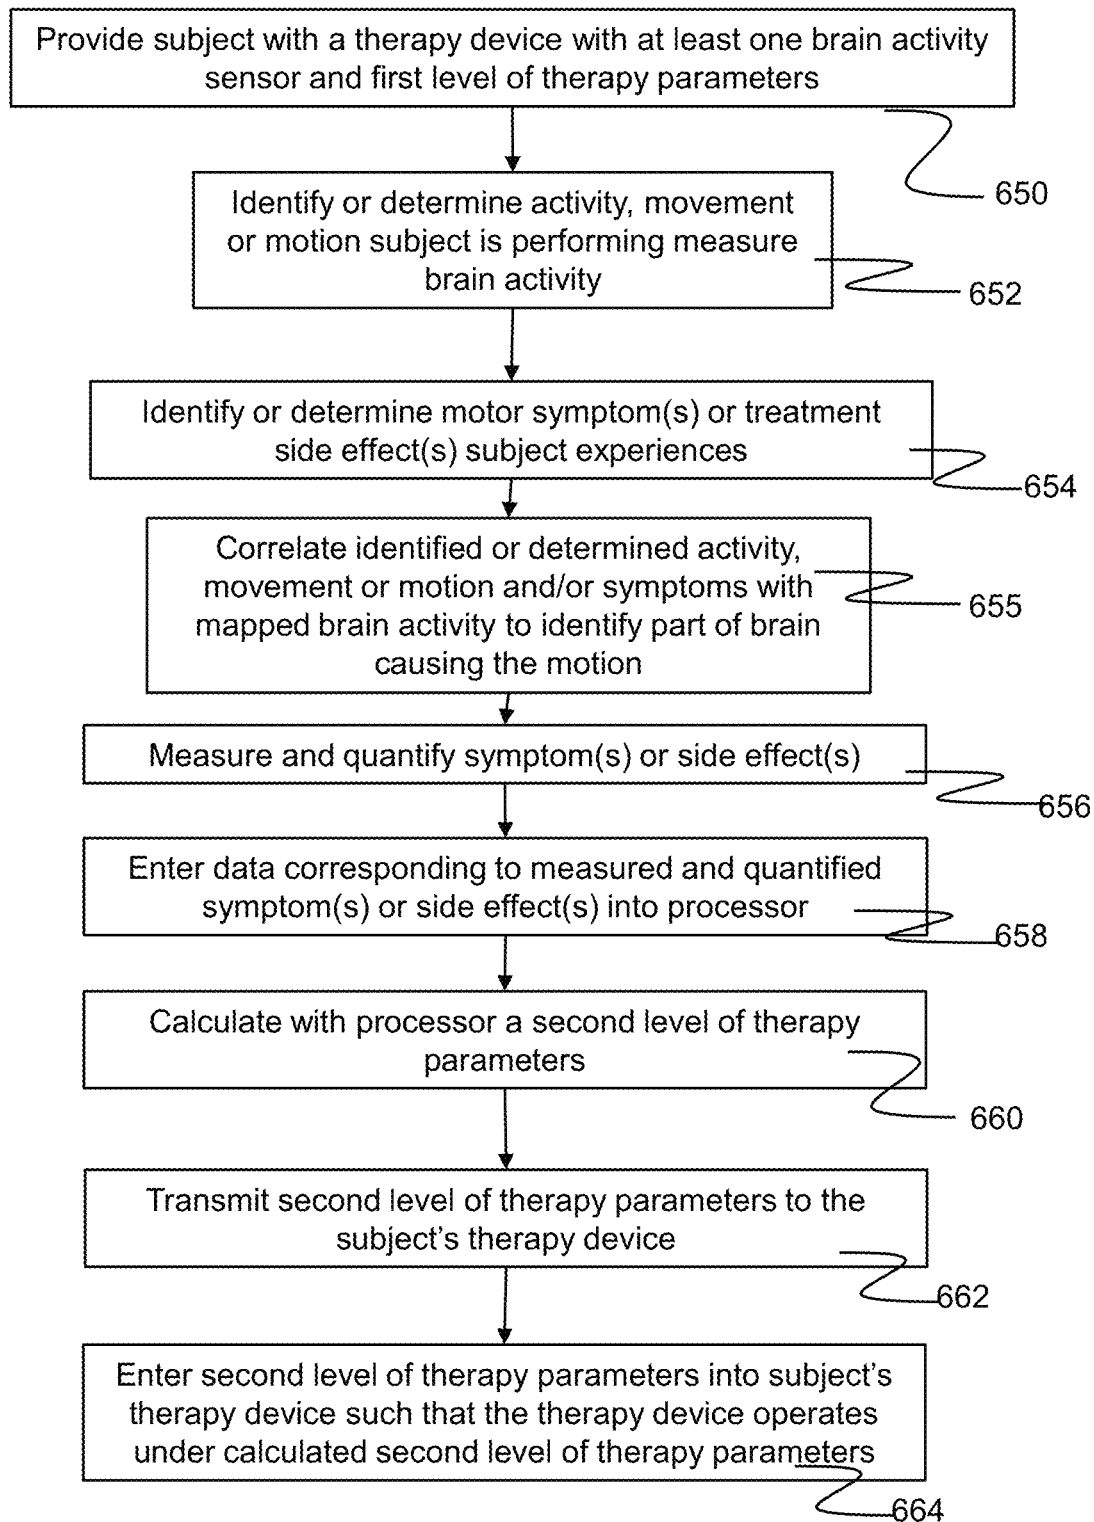 Provide subject with a therapy device with at least one brain activity
sensor and first level of therapy parameters
650
Identify or determine activity, movement
or motion subject is performing measure
brain activity
652
Identify or determine motor symptom(s) or treatment
side effect(s) subject experiences
654
Correlate identified or determined activity,
movement or motion and/or symptoms with
mapped brain activity to identify part of brain
causing the motion
655
Measure and quantify symptom(s) or side effect(s)
656
Enter data corresponding to measured and quantified
symptom(s) or side effect(s) into processor
658
Calculate with processor a second level of therapy
parameters
660
Transmit second level of therapy parameters to the
subject's therapy device
662
Enter second level of therapy parameters into subject's
therapy device such that the therapy device operates
under calculated second level of therapy parameters
664